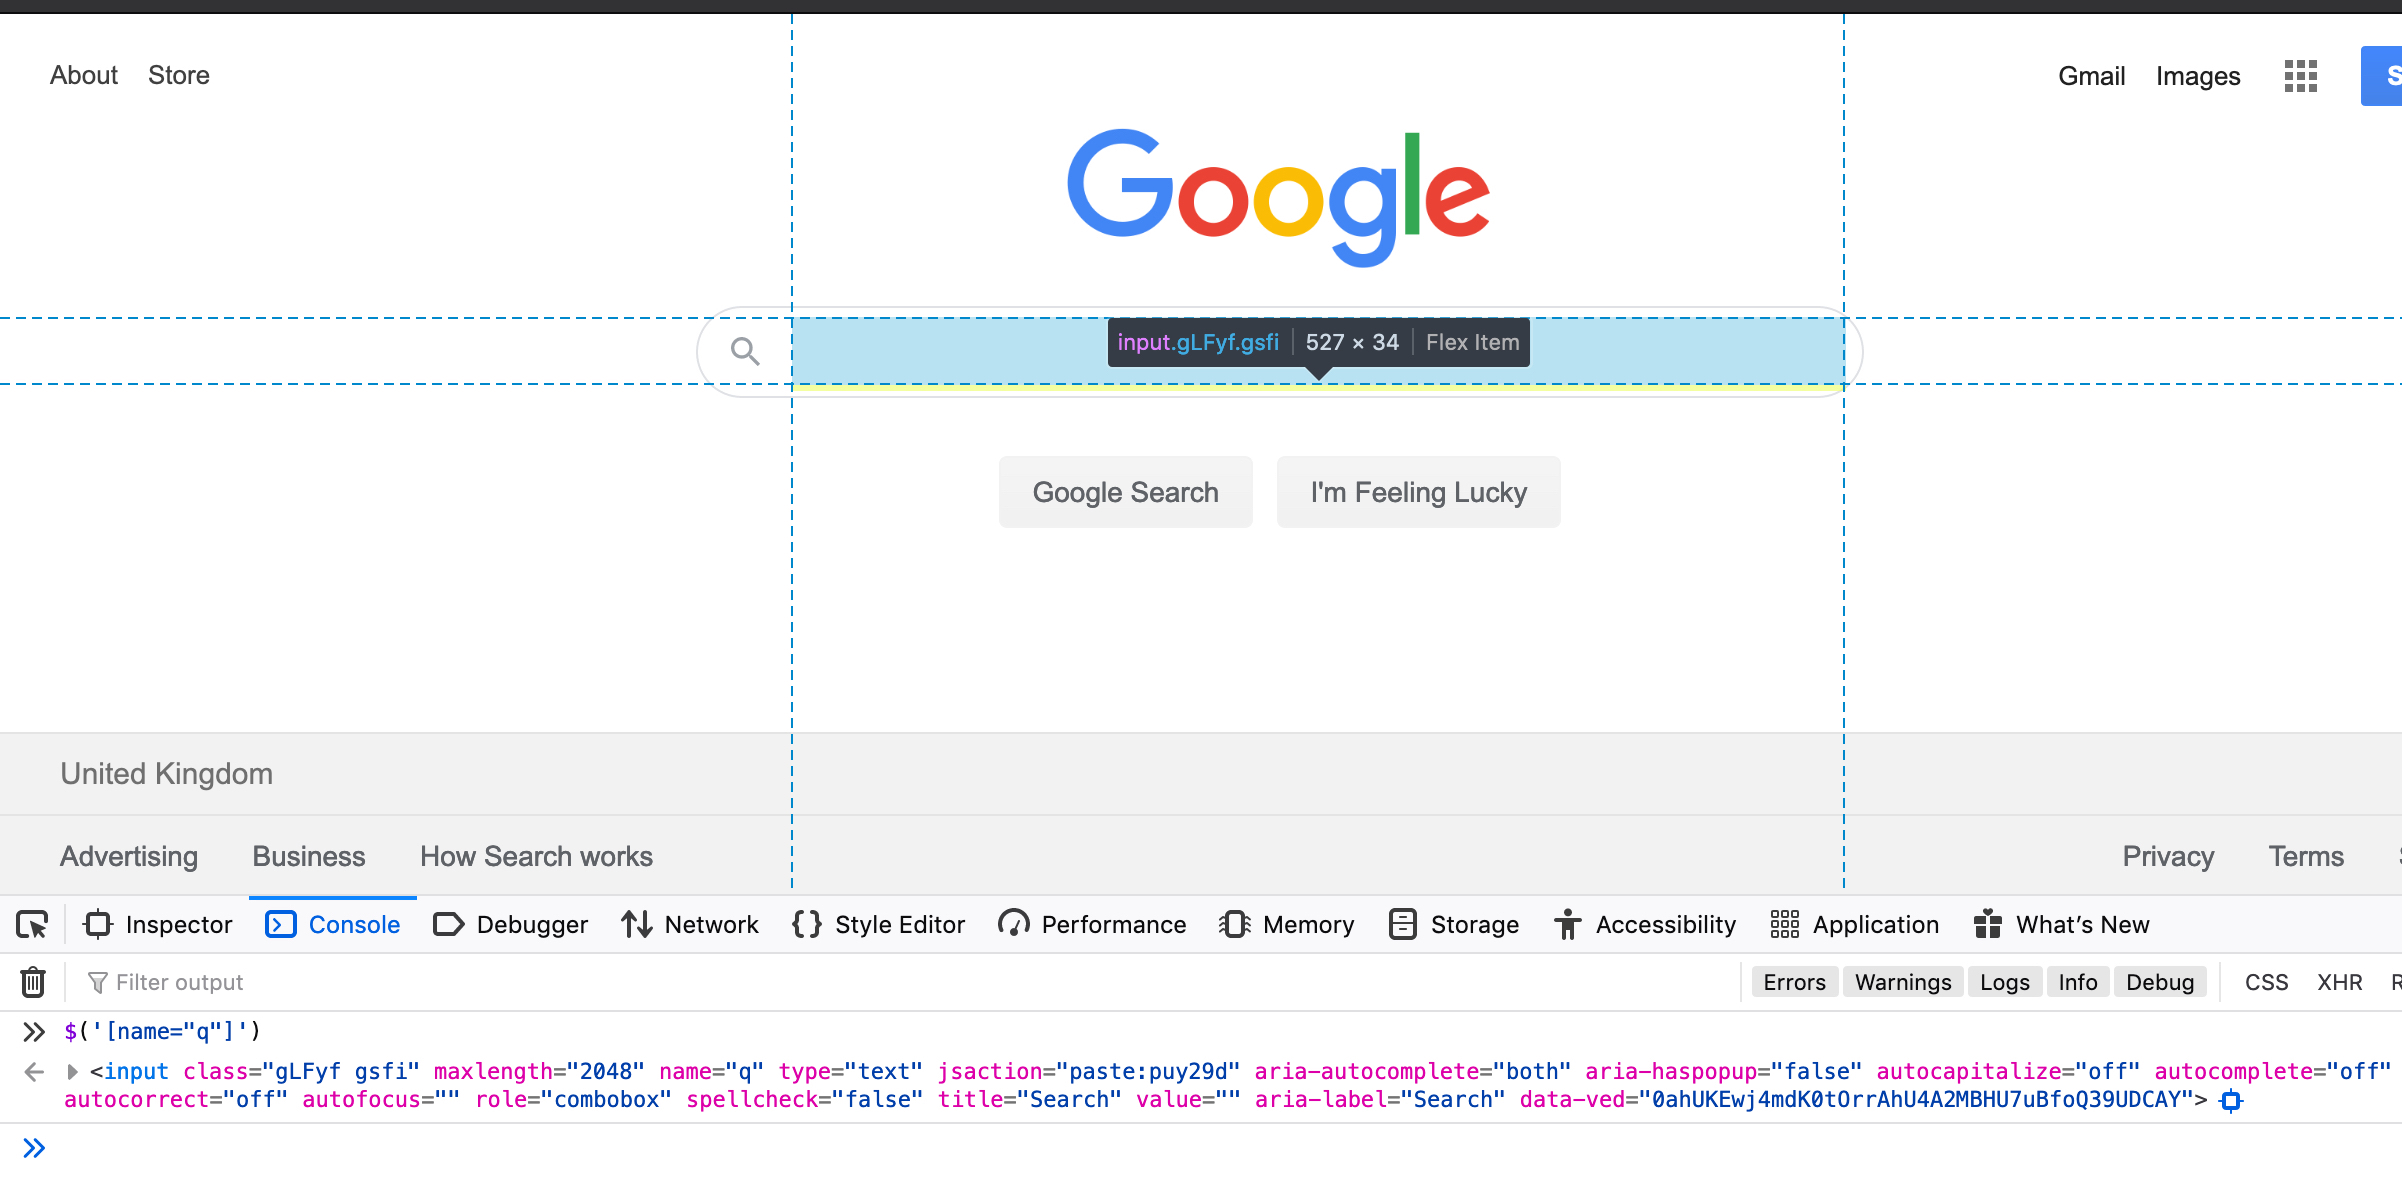 About Store
Gmail Images
Google
input.gLFyf.gsfi 527 × 34 Flex Item
Google Search I'm Feeling Lucky
United Kingdom
Advertising Business How Search works
Privacy Terms
Inspector Console Debugger Network Style Editor Performance Memory Storage Accessibility Application What’s New
Filter output
Errors Warnings Logs Info Debug CSS XHR
$('[name="q"]')
<input class="gLFyf gsfi" maxlength="2048" name="q" type="text" jsaction="paste:puy29d" aria-autocomplete="both" aria-haspopup="false" autocapitalize="off" autocomplete="off"
autocorrect="off" autofocus="" role="combobox" spellcheck="false" title="Search" value="" aria-label="Search" data-ved="0ahUKEwj4mdK0tOrrAhU4A2MBHU7uBfoQ39UDCAY">